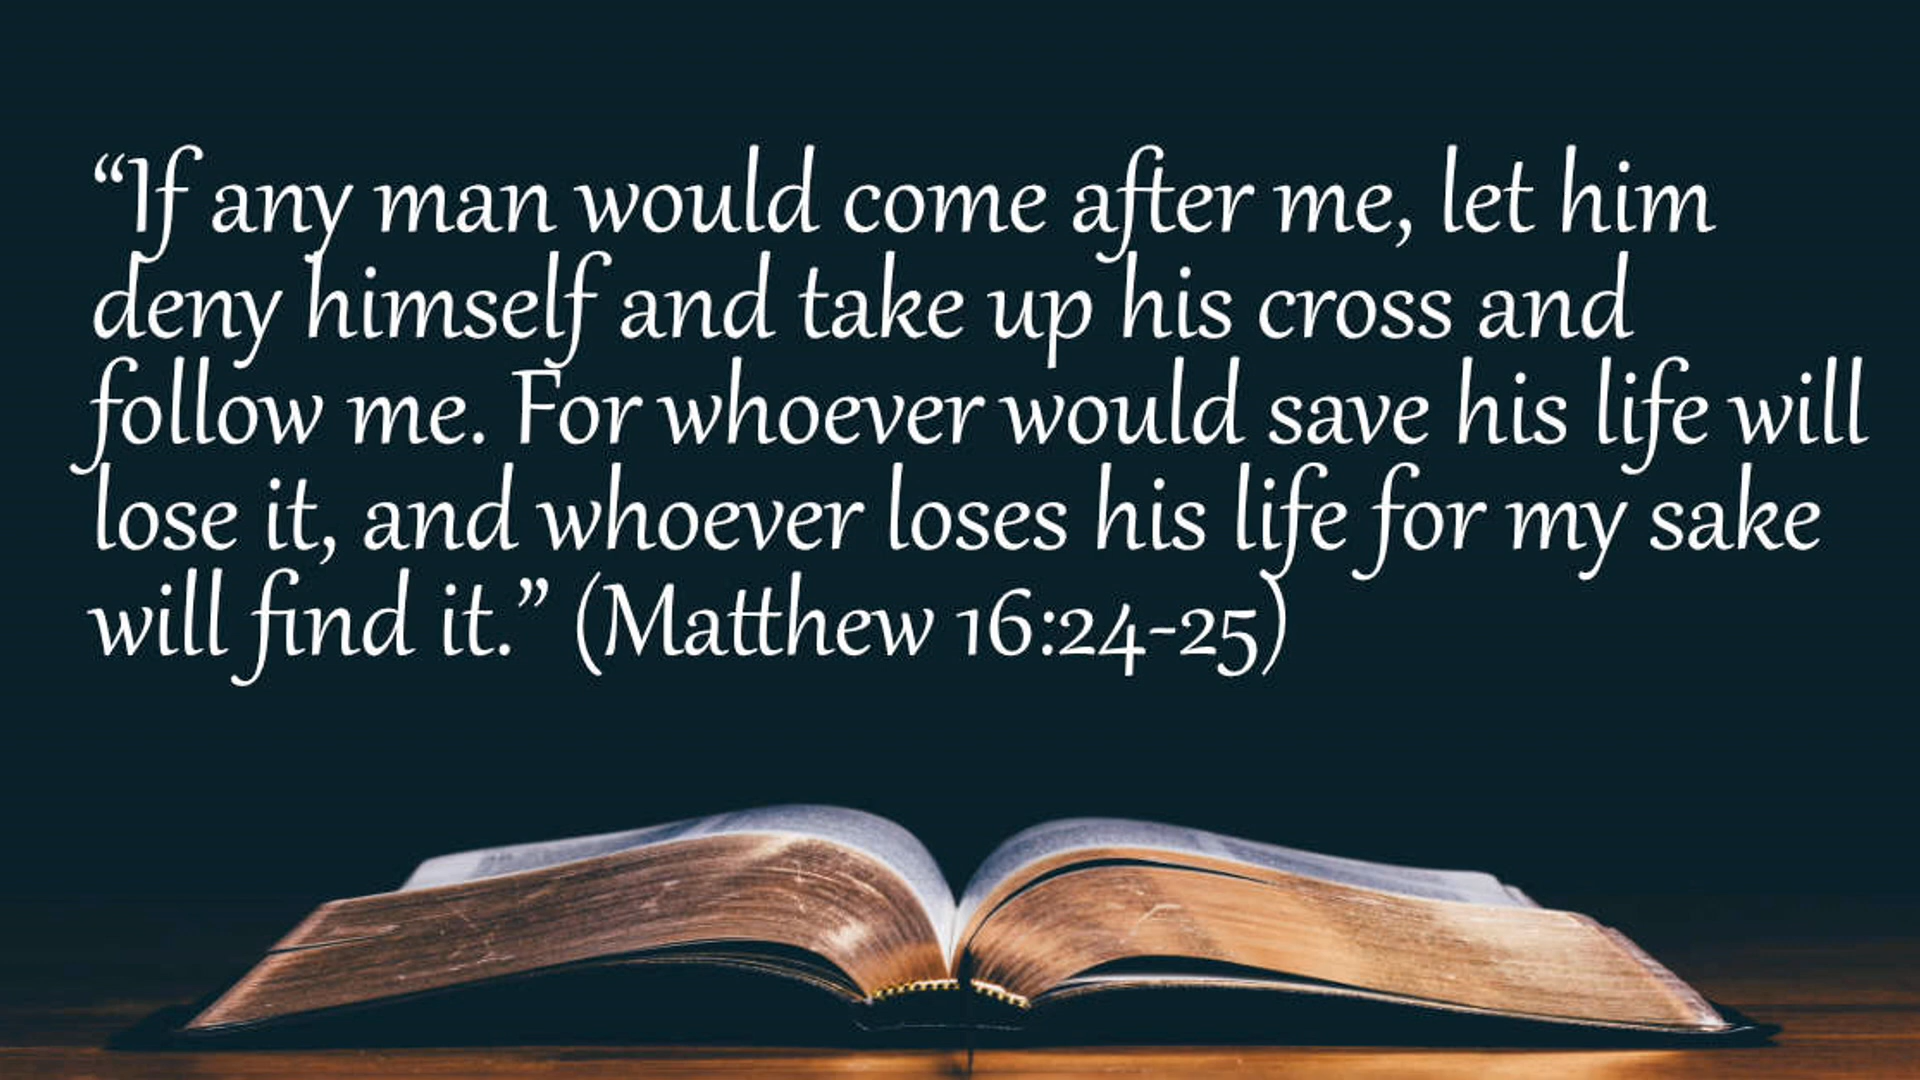 “If any man would come after me, let him
deny himself and take up his cross and
follow me. For whoever would save his life will
lose it, and whoever loses his life for my sake
will find it.” (Matthew 16:24-25)